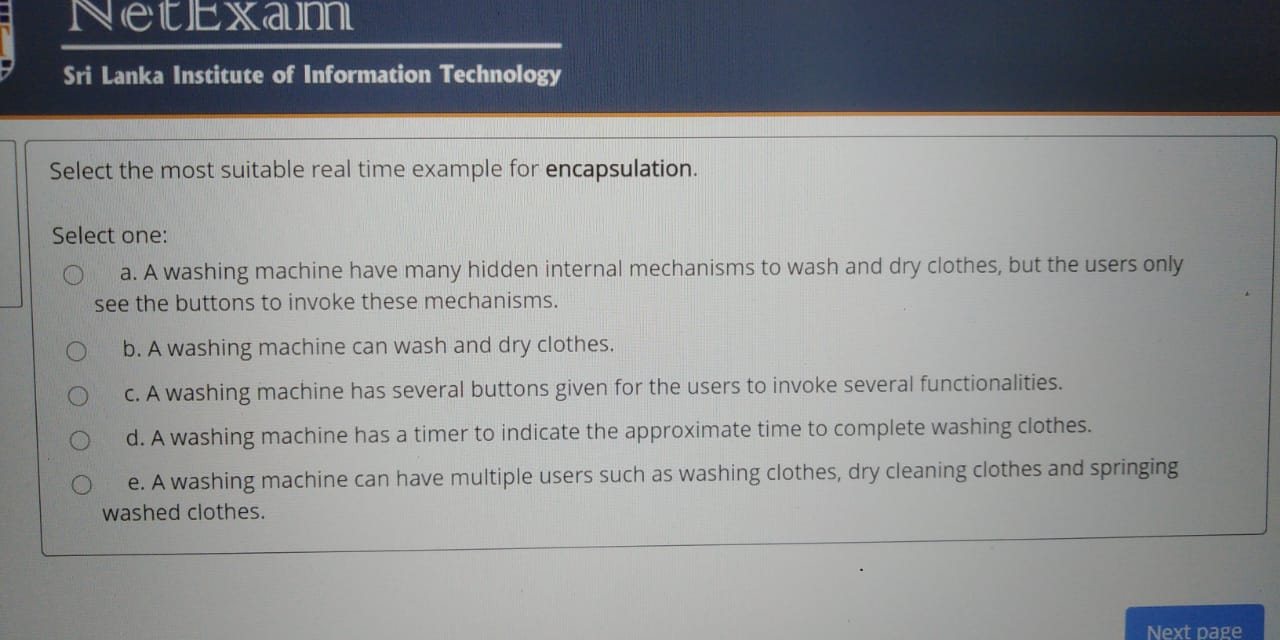 NetExam
Sri Lanka Institute of Information Technology
Select the most suitable real time example for encapsulation.
Select one:
a. A washing machine have many hidden internal mechanisms to wash and dry clothes, but the users only
see the buttons to invoke these mechanisms.
b. A washing machine can wash and dry clothes.
c. A washing machine has several buttons given for the users to invoke several functionalities.
d. A washing machine has a timer to indicate the approximate time to complete washing clothes.
e. A washing machine can have multiple users such as washing clothes, dry cleaning clothes and springing
washed clothes.
Next page